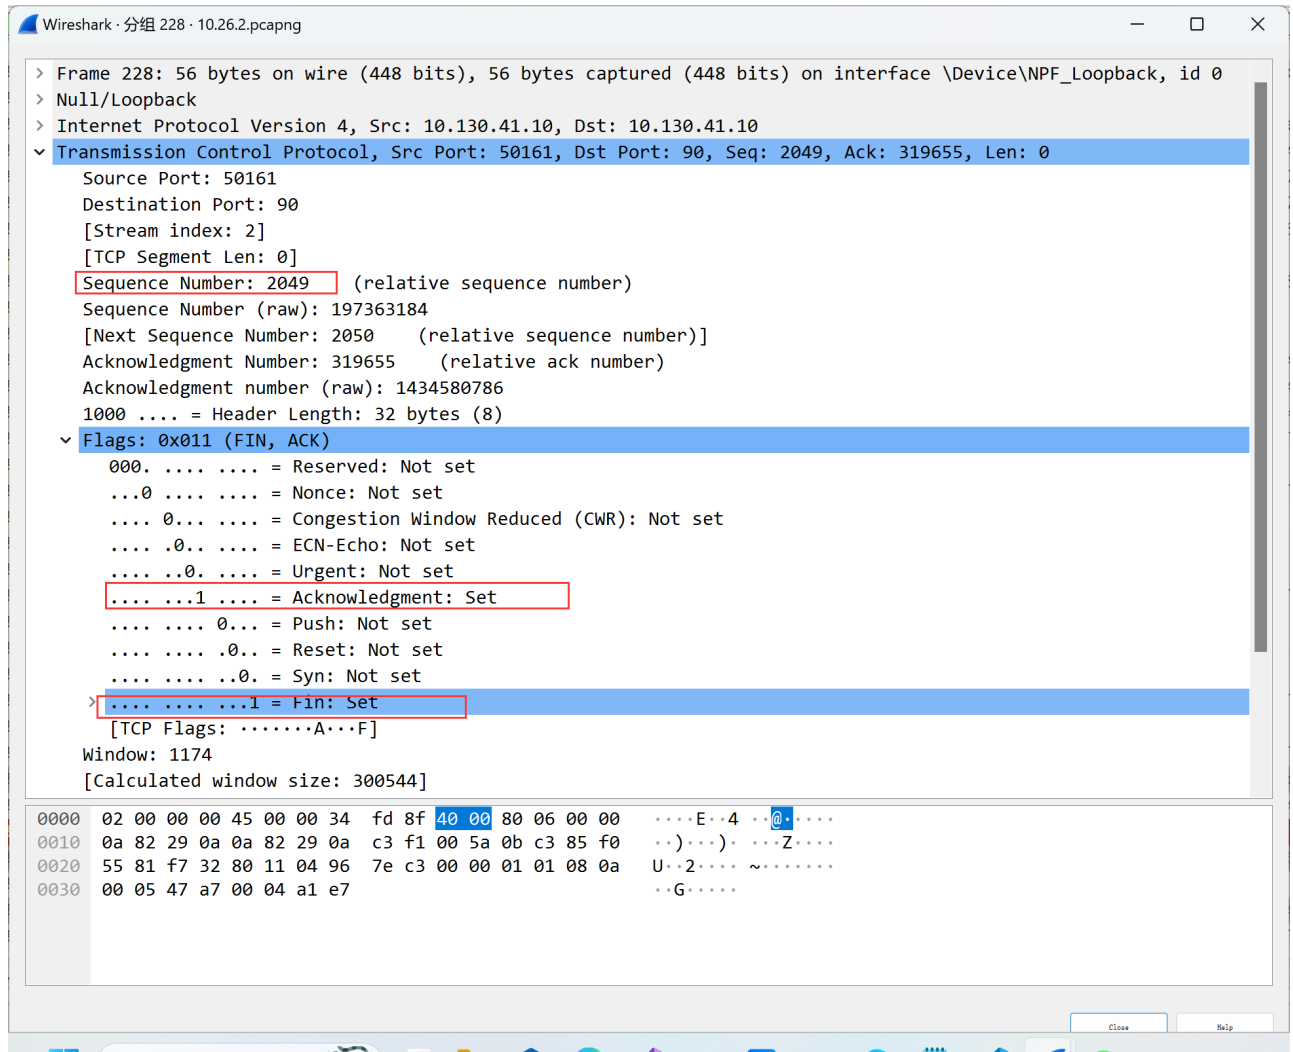 Wireshark · 分组 228 · 10.26.2.pcapng
Frame 228: 56 bytes on wire (448 bits), 56 bytes captured (448 bits) on interface \Device\NPF_Loopback, id 0
Null/Loopback
Internet Protocol Version 4, Src: 10.130.41.10, Dst: 10.130.41.10
Transmission Control Protocol, Src Port: 50161, Dst Port: 90, Seq: 2049, Ack: 319655, Len: 0
Source Port: 50161
Destination Port: 90
[Stream index: 2]
[TCP Segment Len: 0]
Sequence Number: 2049    (relative sequence number)
Sequence Number (raw): 197363184
[Next Sequence Number: 2050    (relative sequence number)]
Acknowledgment Number: 319655    (relative ack number)
Acknowledgment number (raw): 1434580786
1000 .... = Header Length: 32 bytes (8)
Flags: 0x011 (FIN, ACK)
000. .... .... = Reserved: Not set
...0 .... .... = Nonce: Not set
.... 0... .... = Congestion Window Reduced (CWR): Not set
.... .0.. .... = ECN-Echo: Not set
.... ..0. .... = Urgent: Not set
.... ...1 .... = Acknowledgment: Set
.... .... 0... = Push: Not set
.... .... .0.. = Reset: Not set
.... .... ..0. = Syn: Not set
.... .... ...1 = Fin: Set
[TCP Flags: ·······A···F]
Window: 1174
[Calculated window size: 300544]
0000 02 00 00 00 45 00 00 34 fd 8f 40 00 80 06 00 00 ····E··4 ··@·····
0010 0a 82 29 0a 0a 82 29 0a c3 f1 00 5a 0b c3 85 f0 ··)···)· ···Z····
0020 55 81 f7 32 80 11 04 96 7e c3 00 00 01 01 08 0a U··2···· ~·······
0030 00 05 47 a7 00 04 a1 e7 ··G·····
Close Help